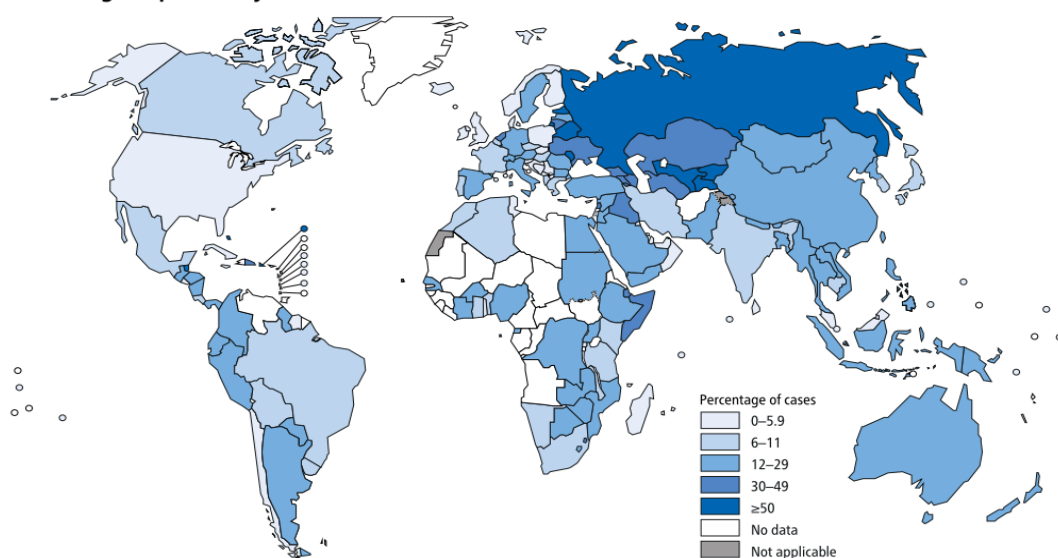 Percentage of cases
0–5.9
6–11
12–29
30–49
≥50
No data
Not applicable